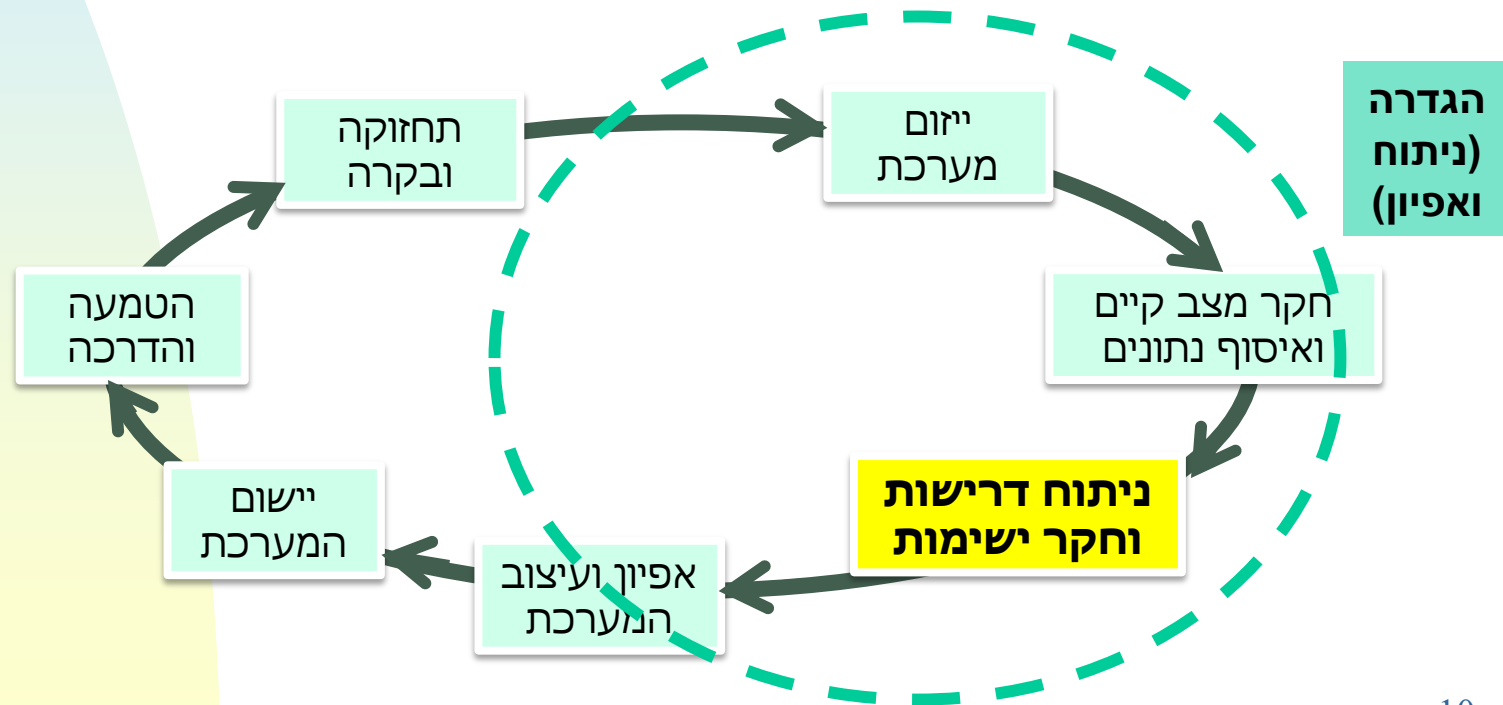 הגדרה
(ניתוח
ואפיון)
ייזום
מערכת
חקר מצב קיים
ואיסוף נתונים
ניתוח דרישות
וחקר ישימות
אפיון ועיצוב
המערכת
יישום
המערכת
הטמעה
והדרכה
תחזוקה
ובקרה